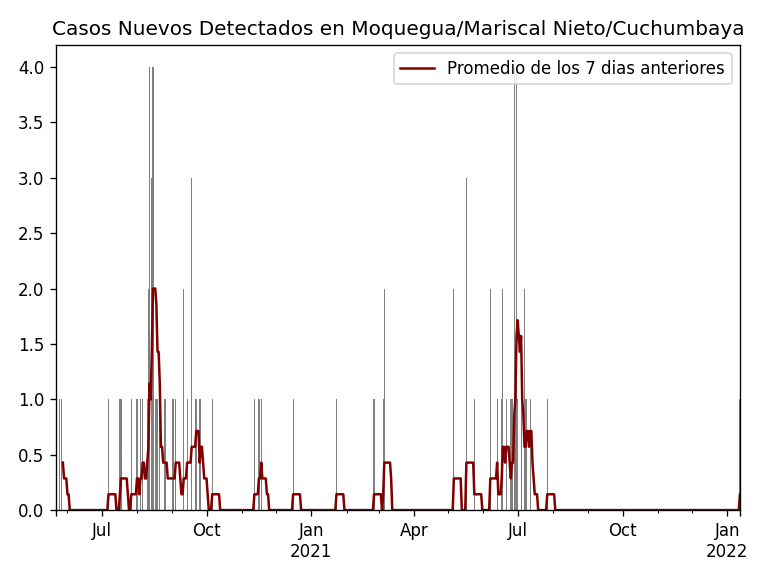 Casos Nuevos Detectados en Moquegua/Mariscal Nieto/Cuchumbaya
Promedio de los 7 dias anteriores
4.0
3.5
3.0
2.5
2.0
1.5
1.0
0.5
0.0
Jul
Oct
Jan
2021
Apr
Jul
Oct
Jan
2022